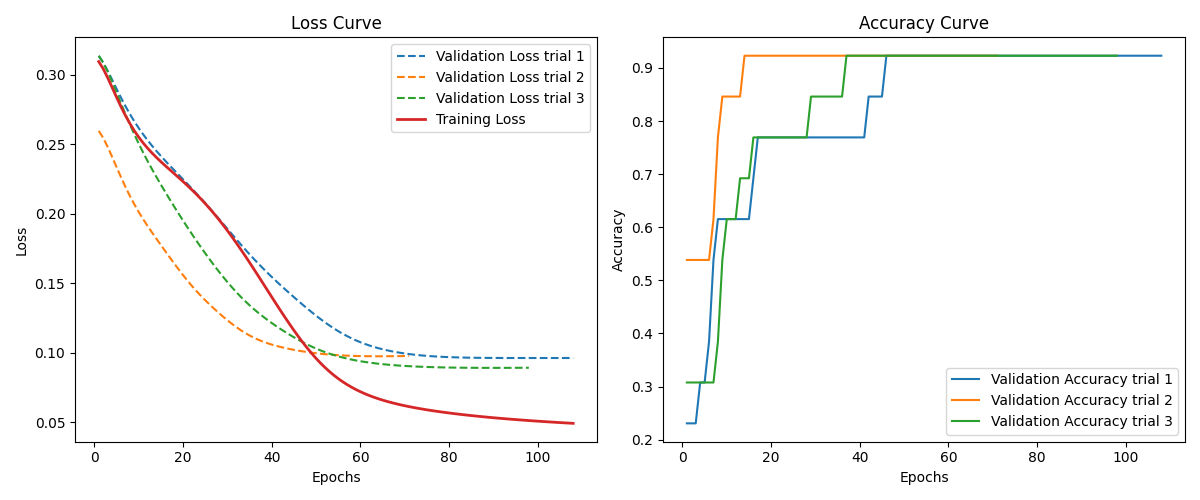 Loss Curve
0.30
0.25
0.20
0.15
0.10
0.05
Loss
0 20 40 60 80 100
Epochs
Validation Loss trial 1
Validation Loss trial 2
Validation Loss trial 3
Training Loss
Accuracy Curve
0.9
0.8
0.7
0.6
0.5
0.4
0.3
0.2
Accuracy
0 20 40 60 80 100
Epochs
Validation Accuracy trial 1
Validation Accuracy trial 2
Validation Accuracy trial 3